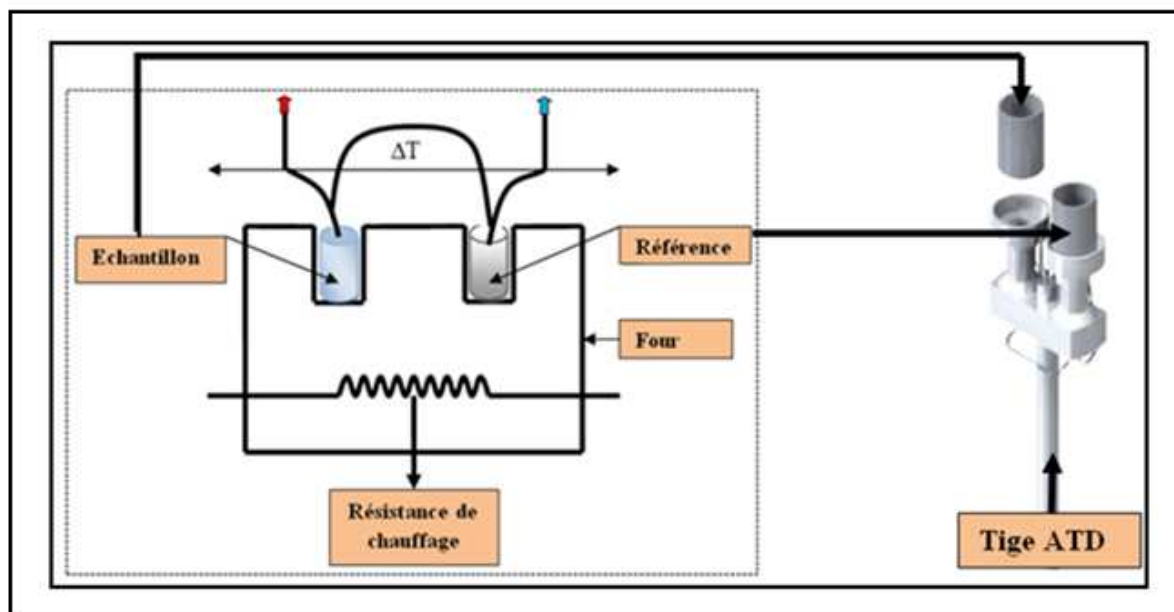 ΔT
Echantillon
Référence
Four
Résistance de
chauffage
Tige ATD